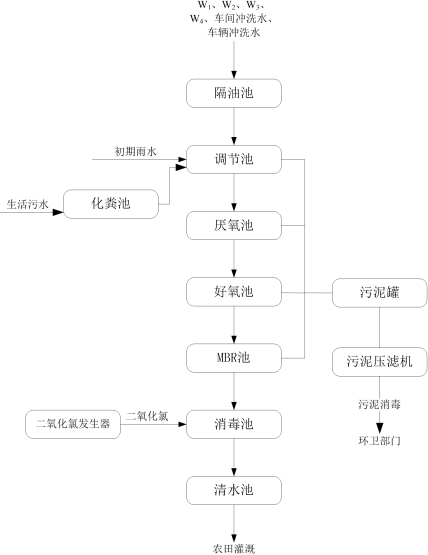 W₁、W₂、W₃、
W₄、车间冲洗水、
车辆冲洗水
隔油池
初期雨水
调节池
生活污水
化粪池
厌氧池
好氧池
污泥罐
MBR池
污泥压滤机
污泥消毒
二氧化氯发生器
二氧化氯
消毒池
环卫部门
清水池
农田灌溉